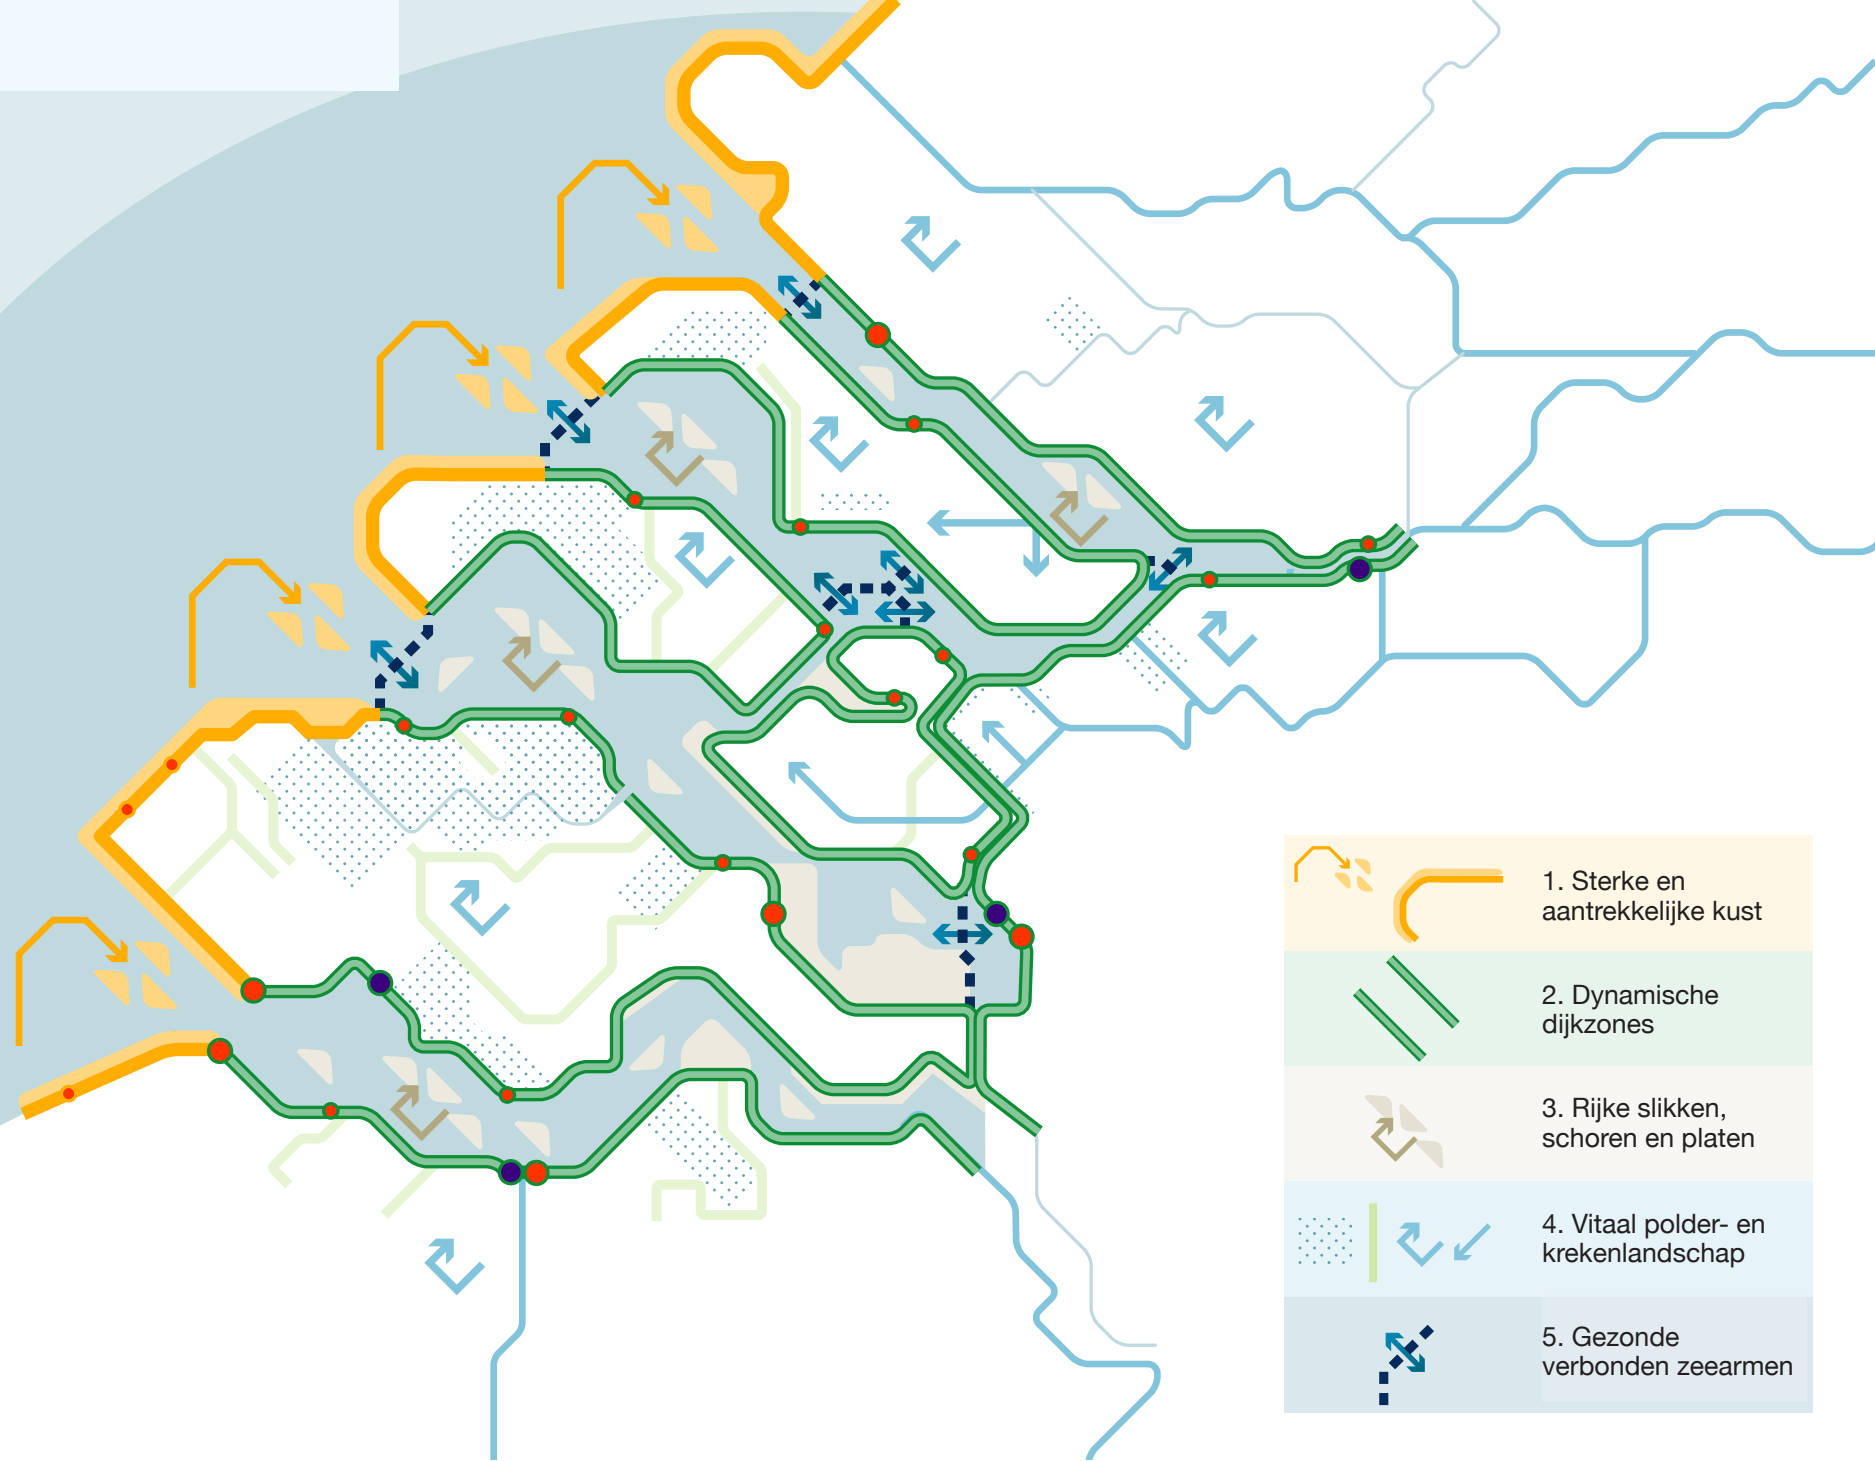 1. Sterke en
aantrekkelijke kust
2. Dynamische
dijkzones
3. Rijke slikken,
schoren en platen
4. Vitaal polder- en
krekenlandschap
5. Gezonde
verbonden zeearmen